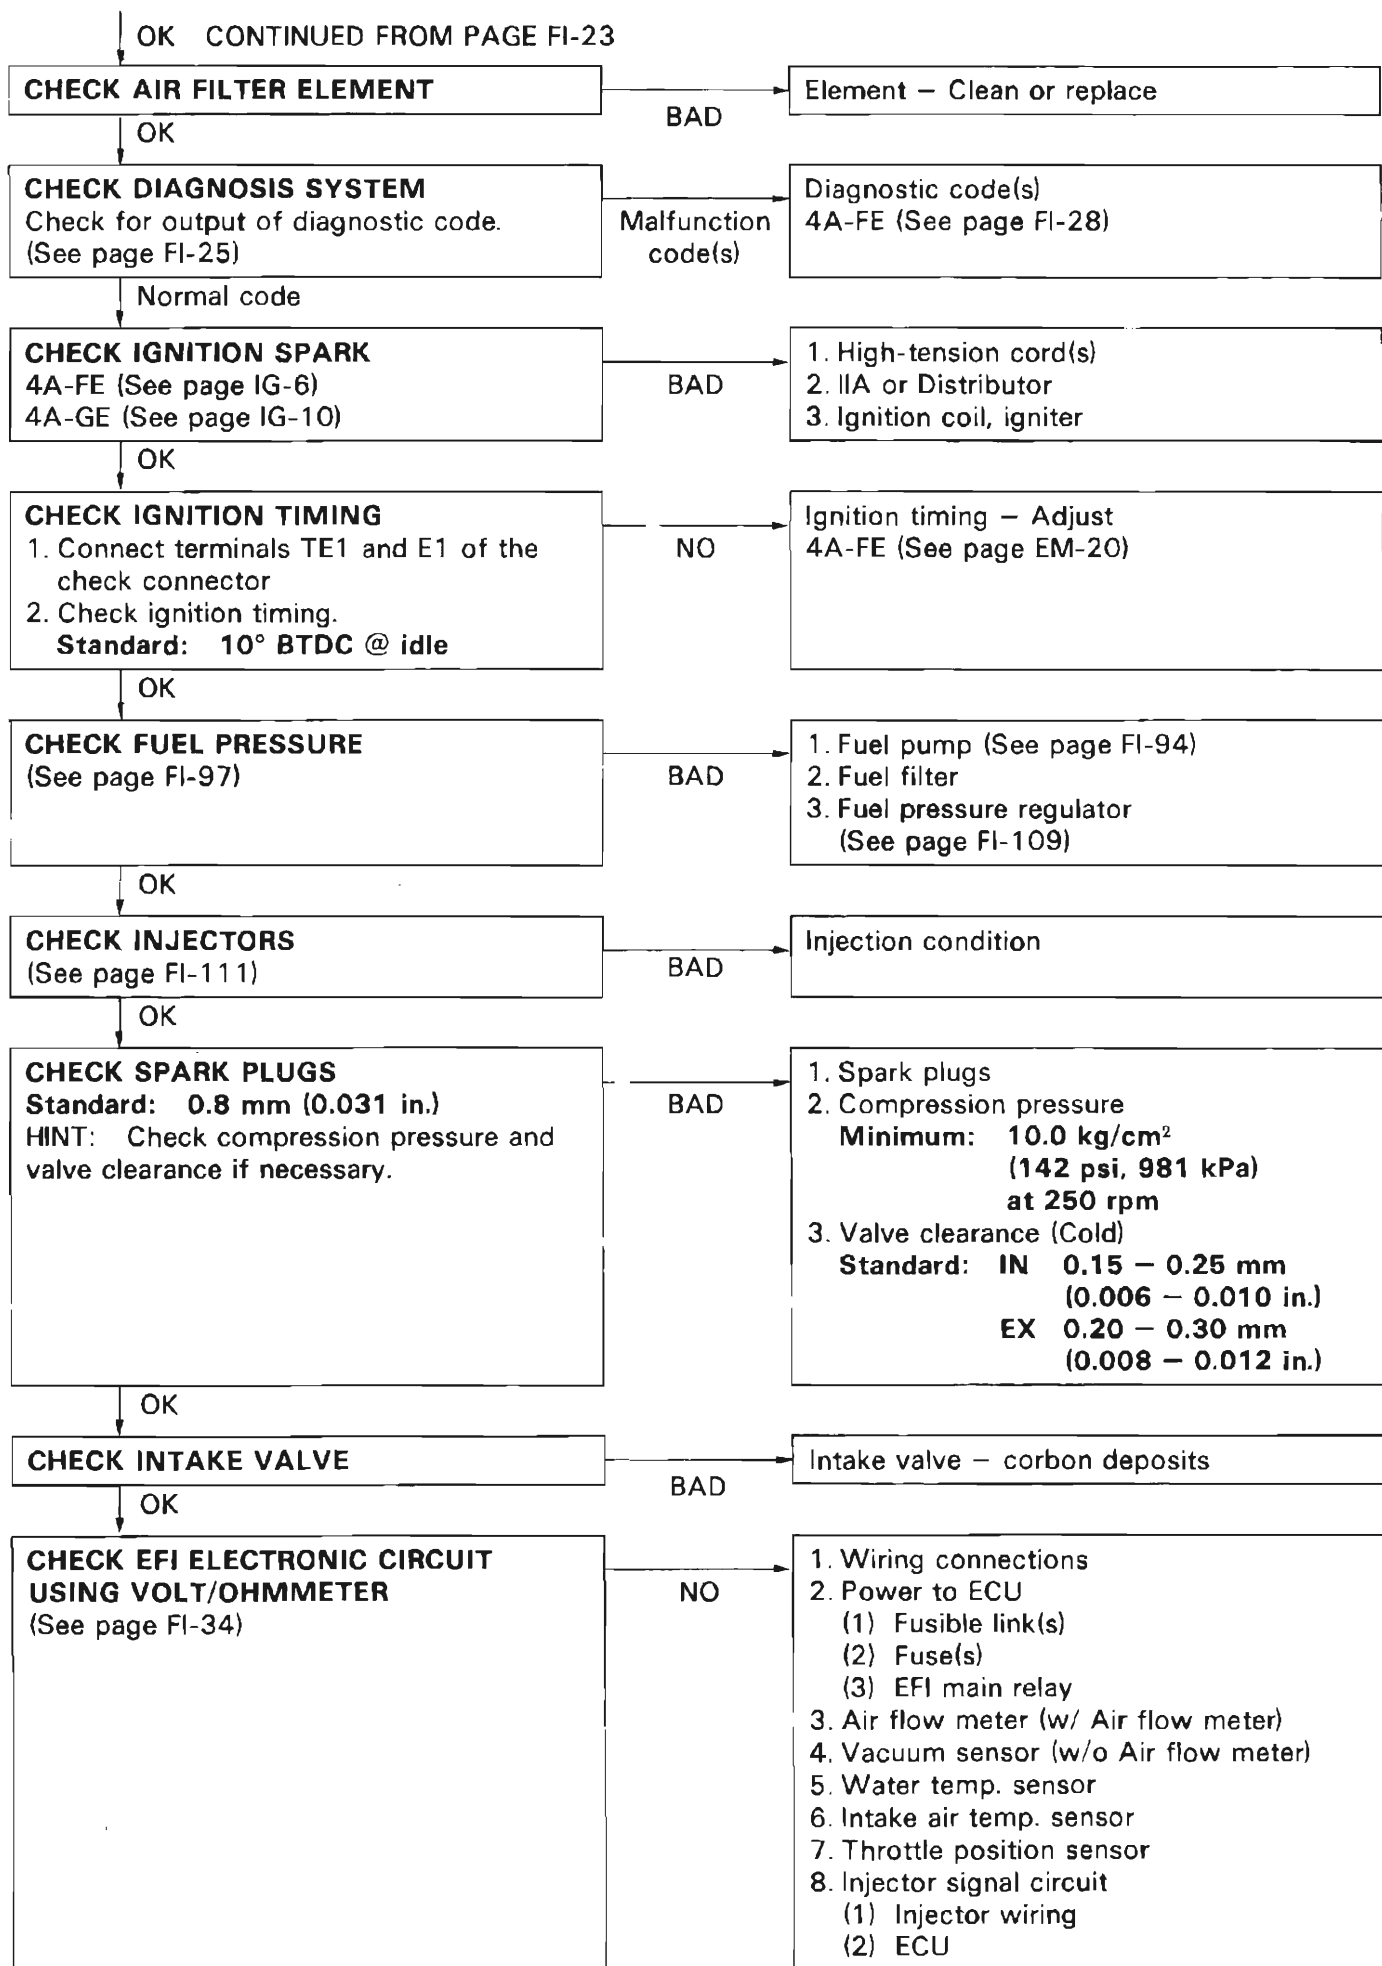 OK CONTINUED FROM PAGE FI-23
CHECK AIR FILTER ELEMENT
BAD
Element — Clean or replace
OK
CHECK DIAGNOSIS SYSTEM
Check for output of diagnostic code.
(See page FI-25)
Malfunction
code(s)
Diagnostic code(s)
4A-FE (See page FI-28)
Normal code
CHECK IGNITION SPARK
4A-FE (See page IG-6)
4A-GE (See page IG-10)
BAD
1. High-tension cord(s)
2. IIA or Distributor
3. Ignition coil, igniter
OK
CHECK IGNITION TIMING
1. Connect terminals TE1 and E1 of the
check connector
2. Check ignition timing.
Standard: 10° BTDC @ idle
NO
Ignition timing — Adjust
4A-FE (See page EM-20)
OK
CHECK FUEL PRESSURE
(See page FI-97)
BAD
1. Fuel pump (See page FI-94)
2. Fuel filter
3. Fuel pressure regulator
(See page FI-109)
OK
CHECK INJECTORS
(See page FI-111)
BAD
Injection condition
OK
CHECK SPARK PLUGS
Standard: 0.8 mm (0.031 in.)
HINT: Check compression pressure and
valve clearance if necessary.
BAD
1. Spark plugs
2. Compression pressure
Minimum: 10.0 kg/cm²
(142 psi, 981 kPa)
at 250 rpm
3. Valve clearance (Cold)
Standard: IN 0.15 — 0.25 mm
(0.006 — 0.010 in.)
EX 0.20 — 0.30 mm
(0.008 — 0.012 in.)
OK
CHECK INTAKE VALVE
BAD
Intake valve — corbon deposits
OK
CHECK EFI ELECTRONIC CIRCUIT
USING VOLT/OHMMETER
(See page FI-34)
NO
1. Wiring connections
2. Power to ECU
(1) Fusible link(s)
(2) Fuse(s)
(3) EFI main relay
3. Air flow meter (w/ Air flow meter)
4. Vacuum sensor (w/o Air flow meter)
5. Water temp. sensor
6. Intake air temp. sensor
7. Throttle position sensor
8. Injector signal circuit
(1) Injector wiring
(2) ECU